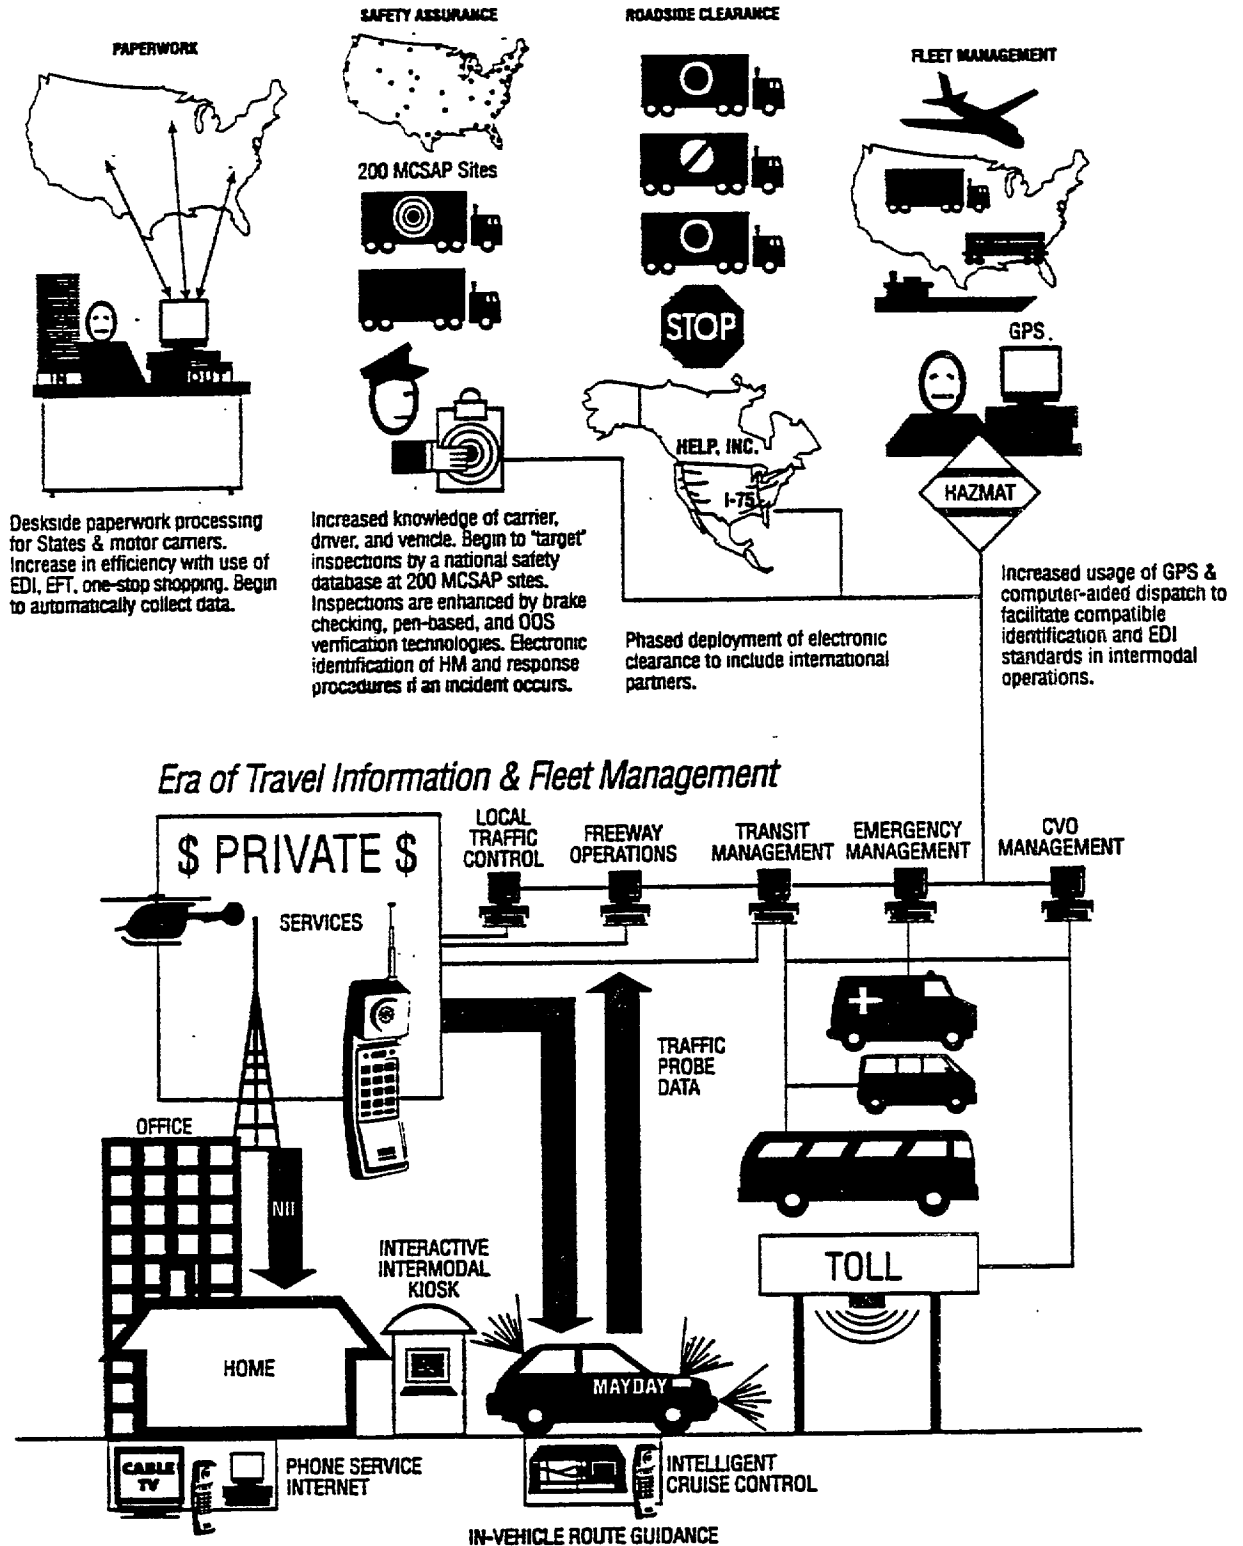 PAPERWORK
IN
OUT
Deskside paperwork processing
for States & motor carriers.
Increase in efficiency with use of
EDI, EFT, one-stop shopping. Begin
to automatically collect data.
SAFETY ASSURANCE
200 MCSAP Sites
Increased knowledge of carrier,
driver, and vehicle. Begin to "target"
inspections by a national safety
database at 200 MCSAP sites.
Inspections are enhanced by brake
checking, pen-based, and OOS
verification technologies. Electronic
identification of HM and response
procedures if an incident occurs.
ROADSIDE CLEARANCE
STOP
HELP, INC.
I-75
Phased deployment of electronic
clearance to include international
partners.
FLEET MANAGEMENT
GPS.
HAZMAT
Increased usage of GPS &
computer-aided dispatch to
facilitate compatible
identification and EDI
standards in intermodal
operations.
Era of Travel Information & Fleet Management
$ PRIVATE $
SERVICES
LOCAL
TRAFFIC
CONTROL
FREEWAY
OPERATIONS
TRANSIT
MANAGEMENT
EMERGENCY
MANAGEMENT
CVO
MANAGEMENT
TRAFFIC
PROBE
DATA
OFFICE
NII
INTERACTIVE
INTERMODAL
KIOSK
TOLL
HOME
MAYDAY
CABLE
TV
PHONE SERVICE
INTERNET
INTELLIGENT
CRUISE CONTROL
IN-VEHICLE ROUTE GUIDANCE